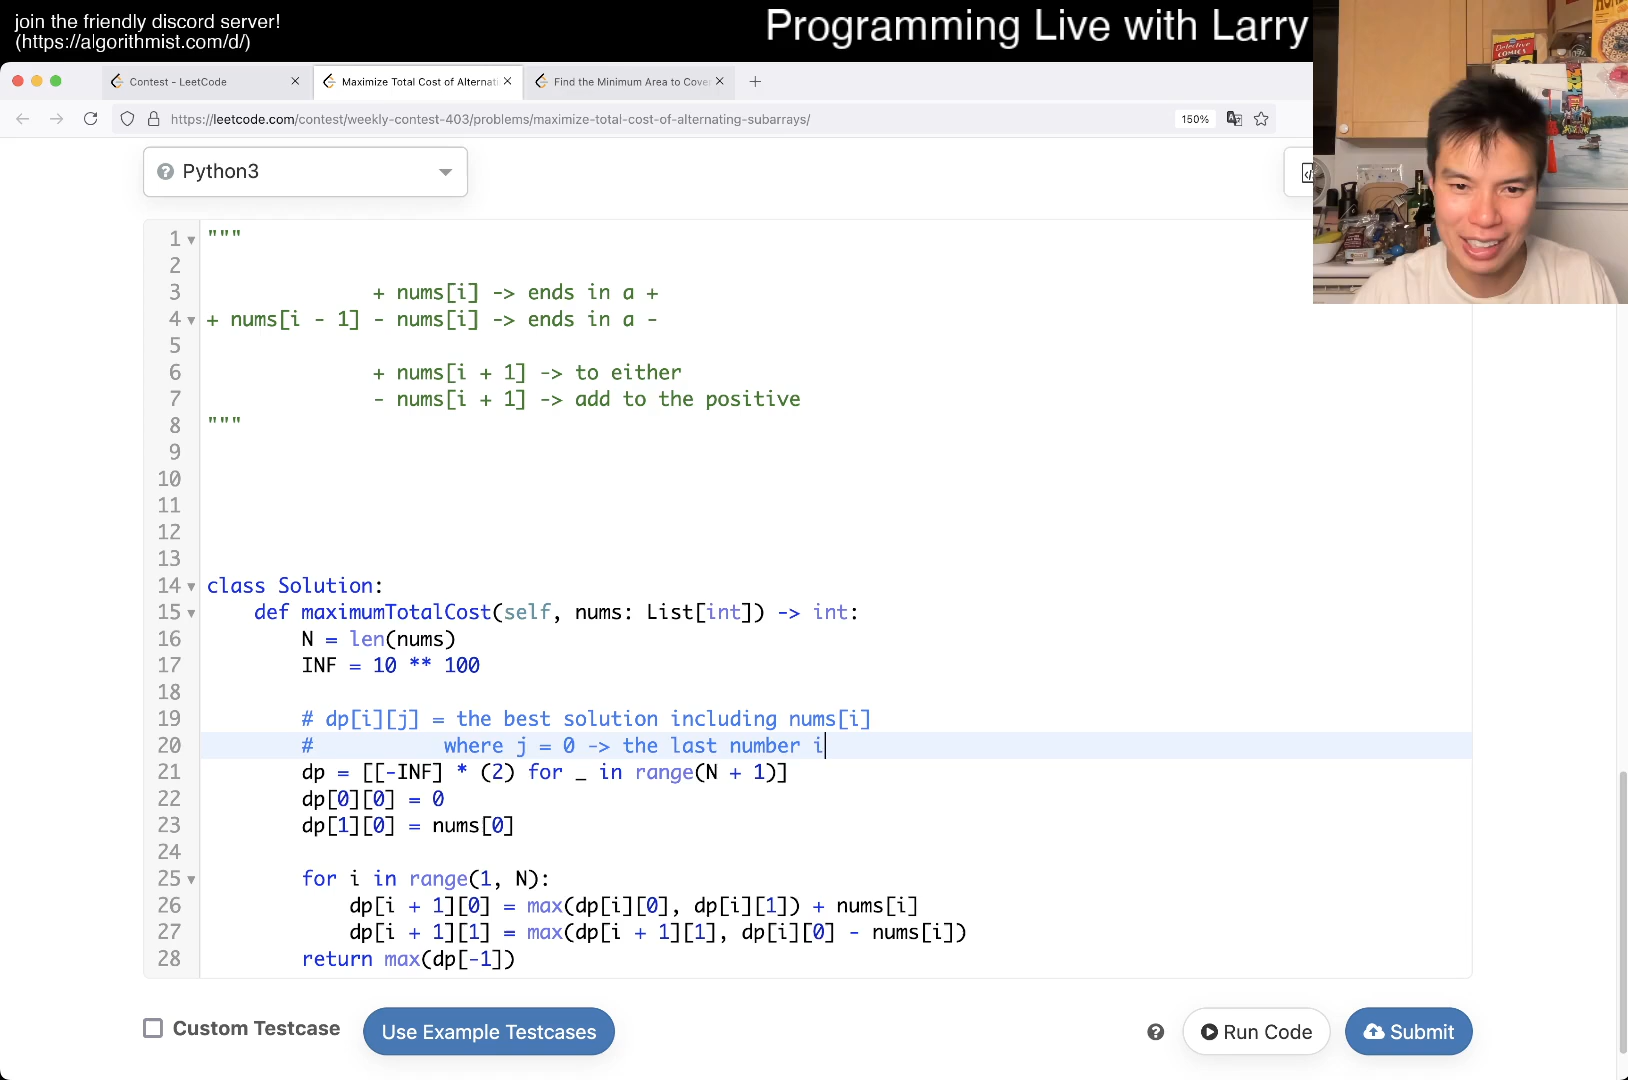 join the friendly discord server!
(https://algorithmist.com/d/)
Programming Live with Larry
Contest - LeetCode
Maximize Total Cost of Alternati
Find the Minimum Area to Cove
https://leetcode.com/contest/weekly-contest-403/problems/maximize-total-cost-of-alternating-subarrays/
150%
Python3
1 """
2
3 + nums[i] -> ends in a +
4 + nums[i - 1] - nums[i] -> ends in a -
5
6 + nums[i + 1] -> to either
7 - nums[i + 1] -> add to the positive
8 """
9
10
11
12
13
14 class Solution:
15 def maximumTotalCost(self, nums: List[int]) -> int:
16 N = len(nums)
17 INF = 10 ** 100
18
19 # dp[i][j] = the best solution including nums[i]
20 # where j = 0 -> the last number i
21 dp = [[-INF] * (2) for _ in range(N + 1)]
22 dp[0][0] = 0
23 dp[1][0] = nums[0]
24
25 for i in range(1, N):
26 dp[i + 1][0] = max(dp[i][0], dp[i][1]) + nums[i]
27 dp[i + 1][1] = max(dp[i + 1][1], dp[i][0] - nums[i])
28 return max(dp[-1])
Custom Testcase
Use Example Testcases
Run Code
Submit